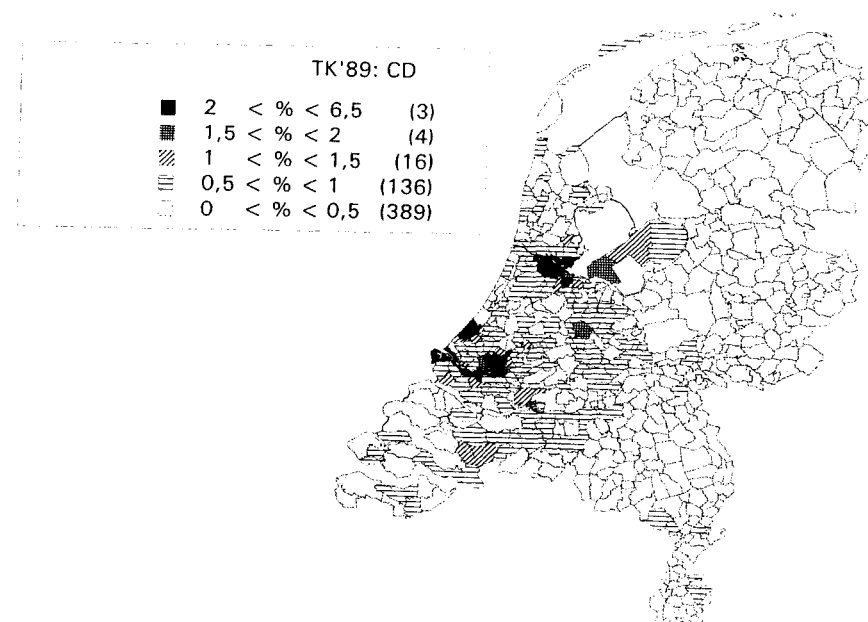 TK'89: CD
2 < % < 6,5 (3)
1,5 < % < 2 (4)
1 < % < 1,5 (16)
0,5 < % < 1 (136)
0 < % < 0,5 (389)